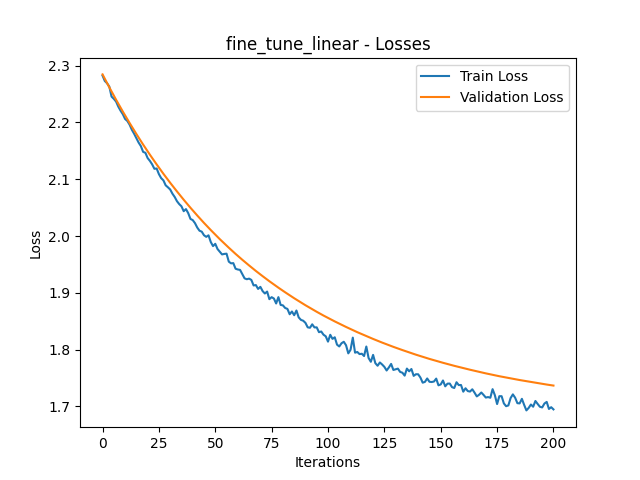 fine_tune_linear - Losses
Train Loss
Validation Loss
Loss
2.3
2.2
2.1
2.0
1.9
1.8
1.7
0 25 50 75 100 125 150 175 200
Iterations